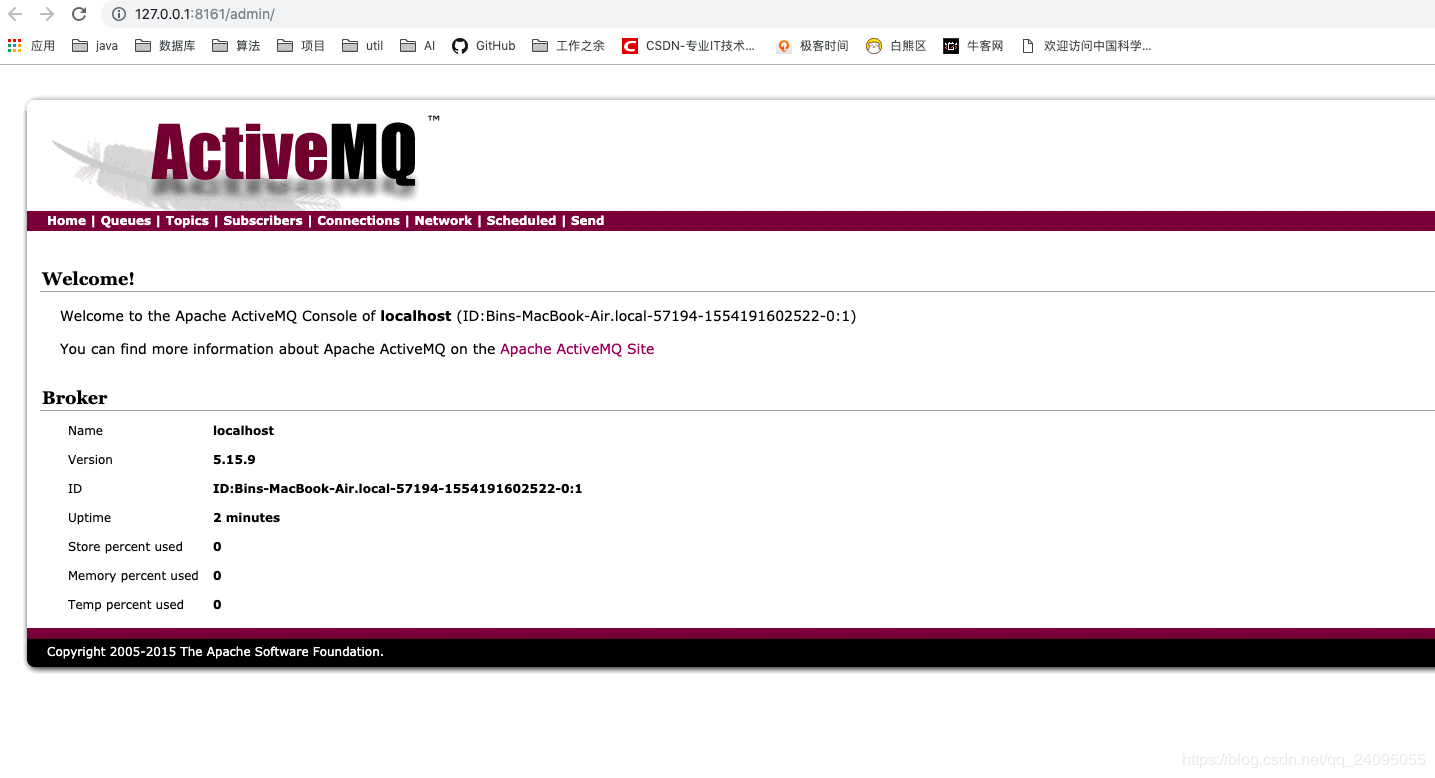 127.0.0.1:8161/admin/
应用 java 数据库 算法 项目 util AI GitHub 工作之余 CSDN-专业IT技术... 极客时间 白熊区 牛客网 欢迎访问中国科学...
ActiveMQ™
Home | Queues | Topics | Subscribers | Connections | Network | Scheduled | Send
Welcome!
Welcome to the Apache ActiveMQ Console of localhost (ID:Bins-MacBook-Air.local-57194-1554191602522-0:1)
You can find more information about Apache ActiveMQ on the Apache ActiveMQ Site
Broker
Name localhost
Version 5.15.9
ID ID:Bins-MacBook-Air.local-57194-1554191602522-0:1
Uptime 2 minutes
Store percent used 0
Memory percent used 0
Temp percent used 0
Copyright 2005-2015 The Apache Software Foundation.
https://blog.csdn.net/qq_24095055